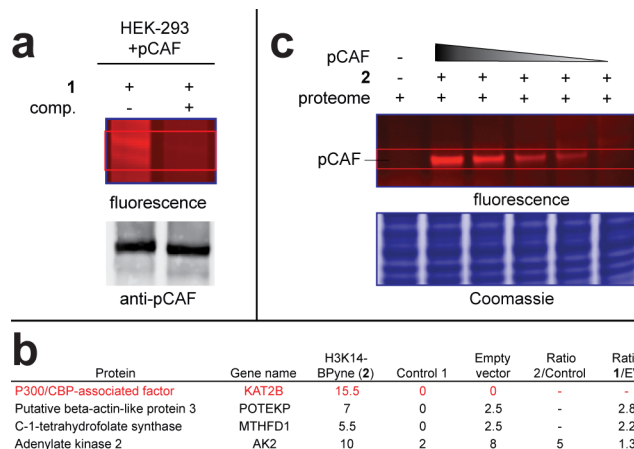 a
HEK-293
+pCAF
1 + +
comp. - +
fluorescence
anti-pCAF
c
pCAF -
2 - + + + + +
proteome + + + + + +
pCAF
fluorescence
Coomassie
b
Protein Gene name H3K14-BPyne (2) Control 1 Empty vector Ratio 2/Control Rati 1/EV
P300/CBP-associated factor KAT2B 15.5 0 0 - -
Putative beta-actin-like protein 3 POTEKP 7 0 2.5 - 2.8
C-1-tetrahydrofolate synthase MTHFD1 5.5 0 2.5 - 2.2
Adenylate kinase 2 AK2 10 2 8 5 1.3